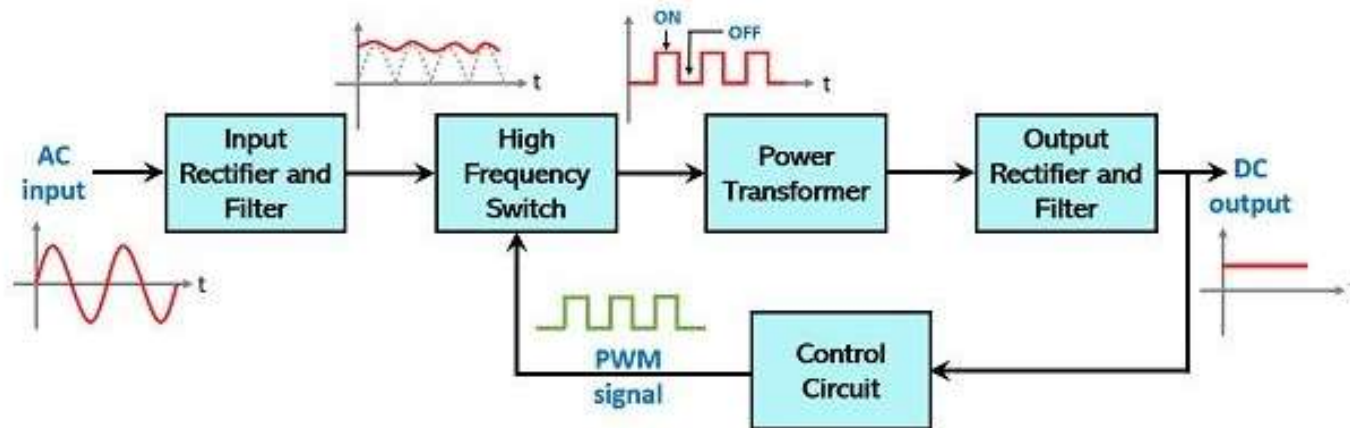 ON
OFF
t
t
AC
input
Input
Rectifier and
Filter
High
Frequency
Switch
Power
Transformer
Output
Rectifier and
Filter
DC
output
t
PWM
signal
Control
Circuit